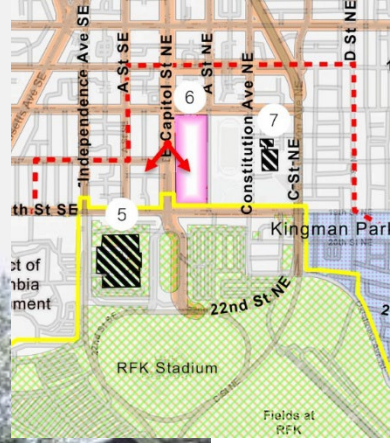 Independence Ave SE
A St SE
E Capitol St NE
A St NE
Constitution Ave NE
C St NE
D St NE
6
7
th St SE
5
Kingman Park
ct of
mbia
ment
22nd St NE
2
RFK Stadium
Fields at
RFK